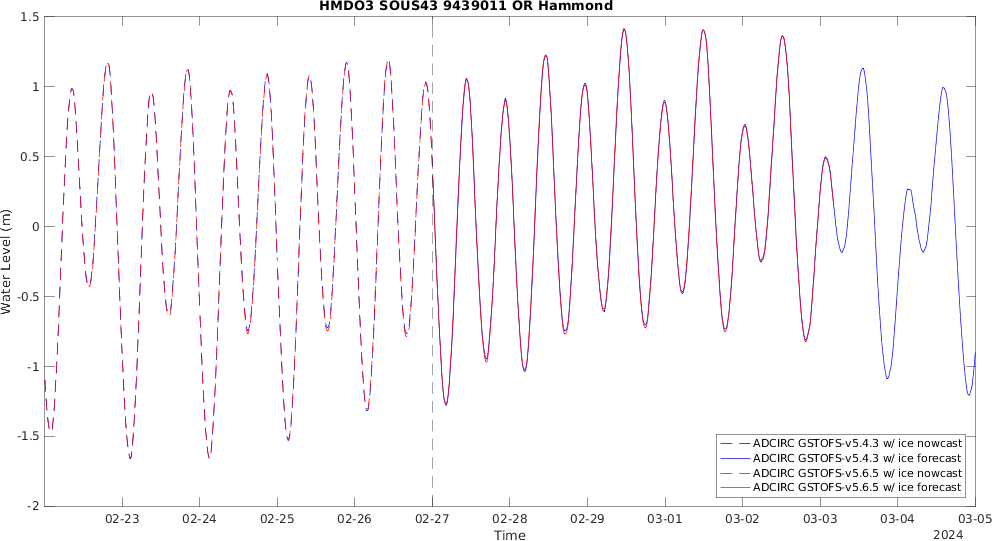 HMDO3 SOUS43 9439011 OR Hammond
Water Level (m)
1.5
1
0.5
0
-0.5
-1
-1.5
-2
ADCIRC GSTOFS-v5.4.3 w/ ice nowcast
ADCIRC GSTOFS-v5.4.3 w/ ice forecast
ADCIRC GSTOFS-v5.6.5 w/ ice nowcast
ADCIRC GSTOFS-v5.6.5 w/ ice forecast
02-23 02-24 02-25 02-26 02-27 02-28 02-29 03-01 03-02 03-03 03-04 03-05
Time
2024